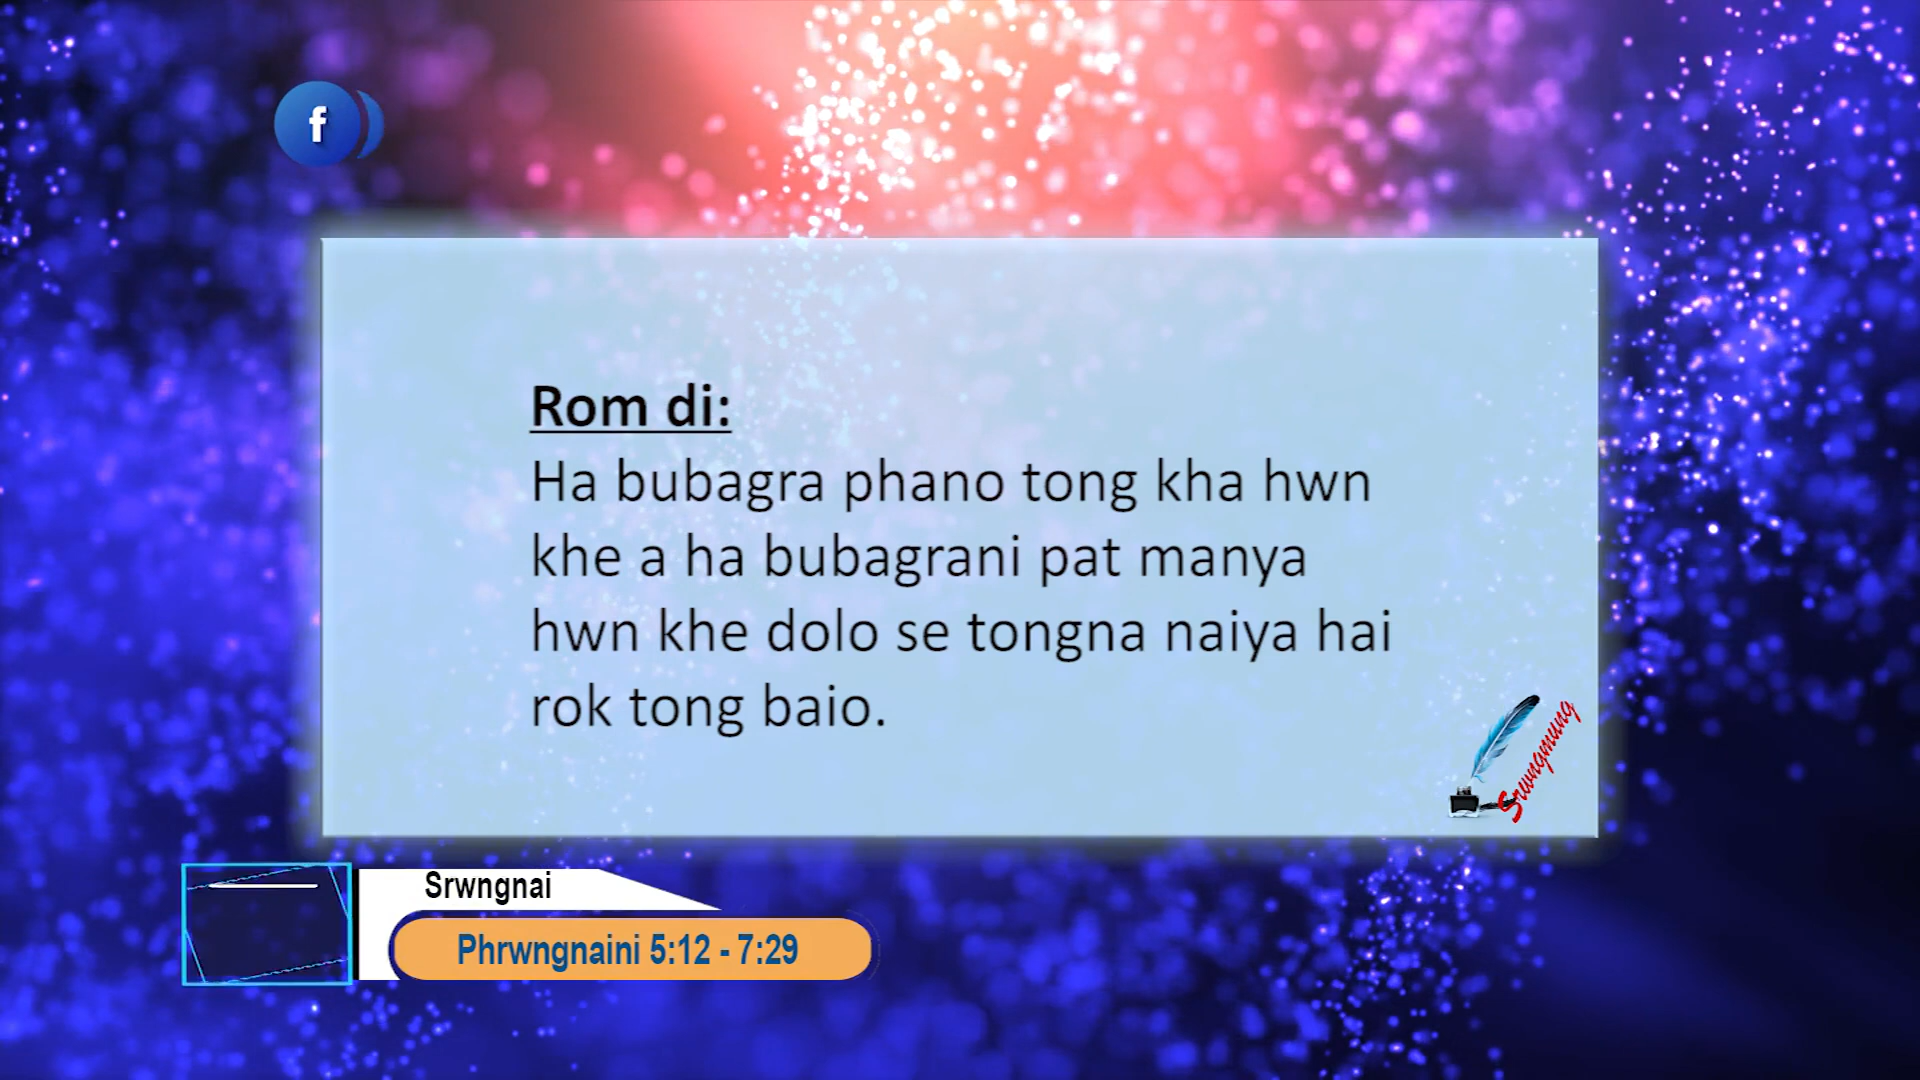 f
Rom di:
Ha bubagra phano tong kha hwn
khe a ha bubagrani pat manya
hwn khe dolo se tongna naiya hai
rok tong baio.
Srwngmung
Srwngnai
Phrwngnaini 5:12 - 7:29